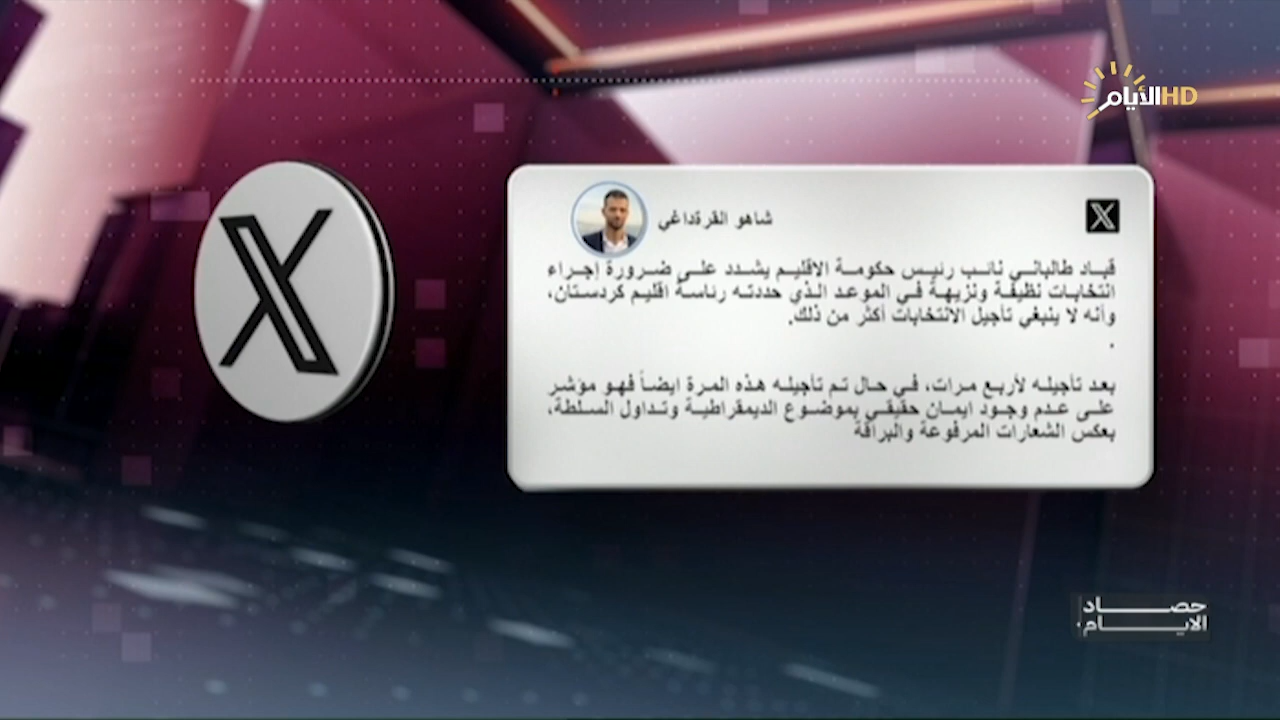 الأيام HD
شاهو القرةداغي
قباد طالباني نائب رئيس حكومة الاقليم يشدد على ضرورة إجراء
انتخابات نظيفة ونزيهة في الموعد الذي حددته رئاسة اقليم كردستان،
وأنه لا ينبغي تأجيل الانتخابات أكثر من ذلك.
.
بعد تأجيله لأربع مرات، في حال تم تأجيله هذه المرة ايضاً فهو مؤشر
على عدم وجود ايمان حقيقي بموضوع الديمقراطية وتداول السلطة،
بعكس الشعارات المرفوعة والبراقة
حصاد
الايام